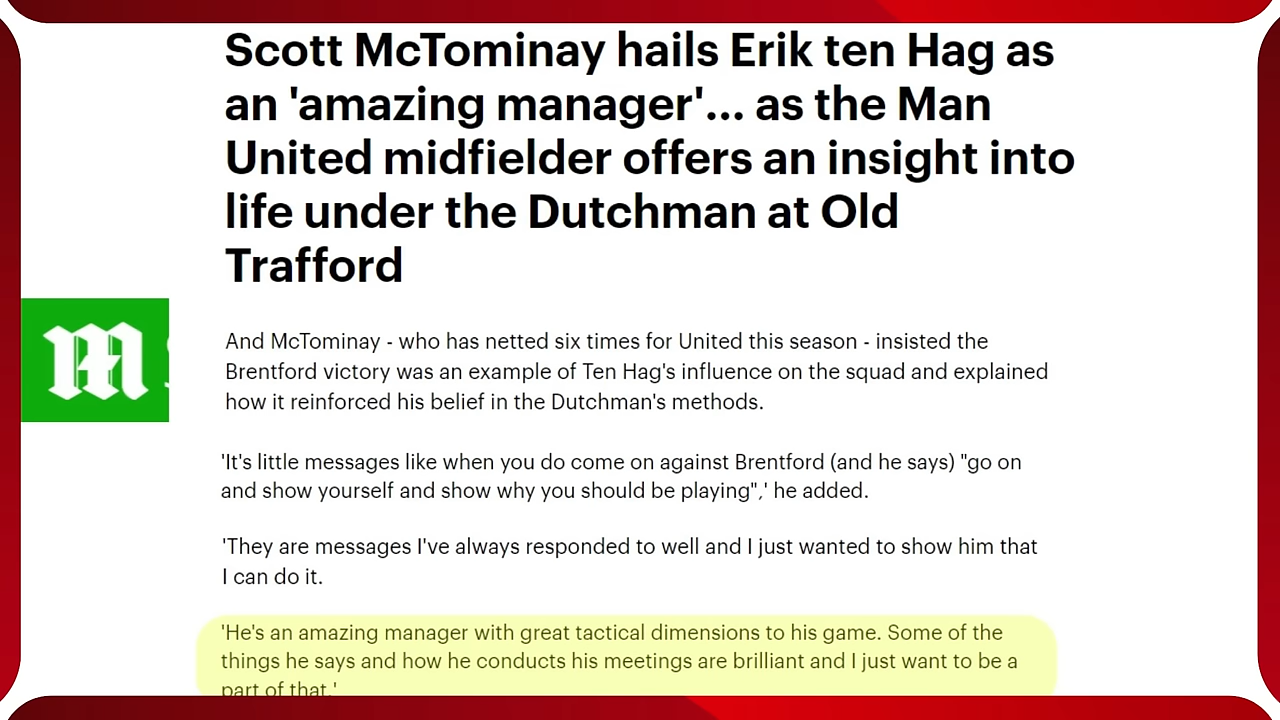 Scott McTominay hails Erik ten Hag as
an 'amazing manager'... as the Man
United midfielder offers an insight into
life under the Dutchman at Old
Trafford
And McTominay - who has netted six times for United this season - insisted the
Brentford victory was an example of Ten Hag's influence on the squad and explained
how it reinforced his belief in the Dutchman's methods.
'It's little messages like when you do come on against Brentford (and he says) "go on
and show yourself and show why you should be playing",' he added.
'They are messages I've always responded to well and I just wanted to show him that
I can do it.
'He's an amazing manager with great tactical dimensions to his game. Some of the
things he says and how he conducts his meetings are brilliant and I just want to be a
part of that.'